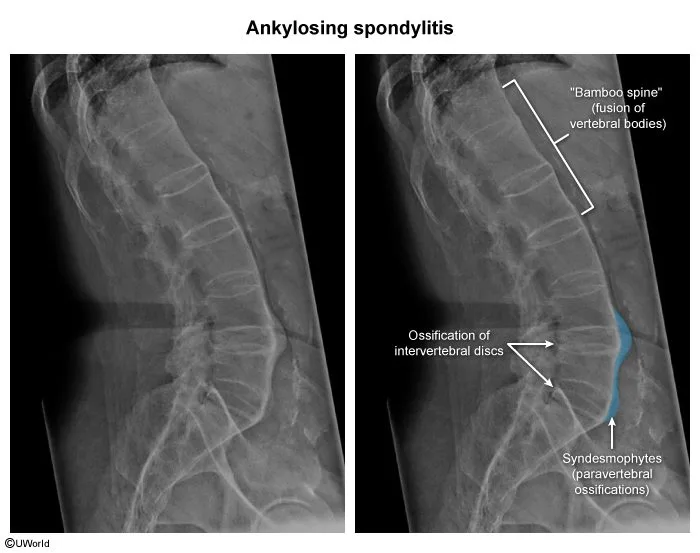 Ankylosing spondylitis
"Bamboo spine"
(fusion of
vertebral bodies)
Ossification of
intervertebral discs
Syndesmophytes
(paravertebral
ossifications)
©UWorld